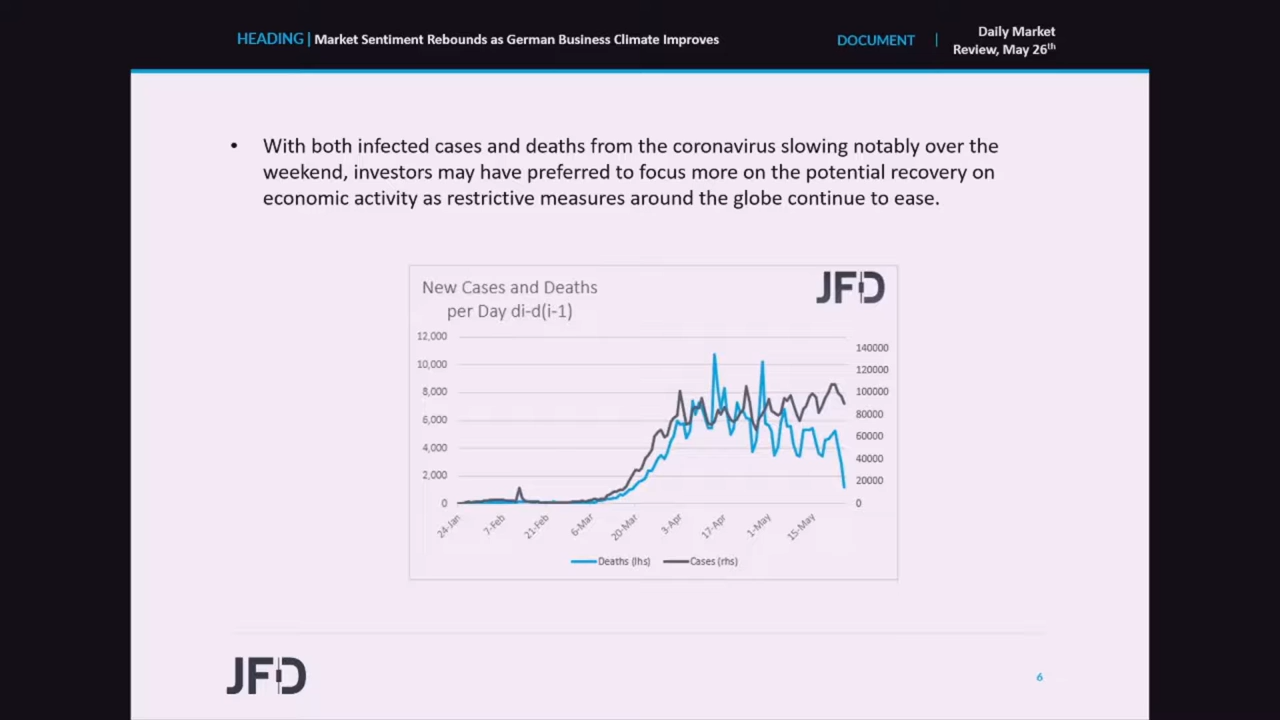 HEADING | Market Sentiment Rebounds as German Business Climate Improves
DOCUMENT |
Daily Market
Review, May 26th
• With both infected cases and deaths from the coronavirus slowing notably over the
weekend, investors may have preferred to focus more on the potential recovery on
economic activity as restrictive measures around the globe continue to ease.
New Cases and Deaths
per Day di-d(i-1)
JFD
12,000
10,000
8,000
6,000
4,000
2,000
0
140000
120000
100000
80000
60000
40000
20000
0
24-Jan
7-Feb
21-Feb
6-Mar
20-Mar
3-Apr
17-Apr
1-May
15-May
Deaths (lhs)
Cases (rhs)
JFD
6